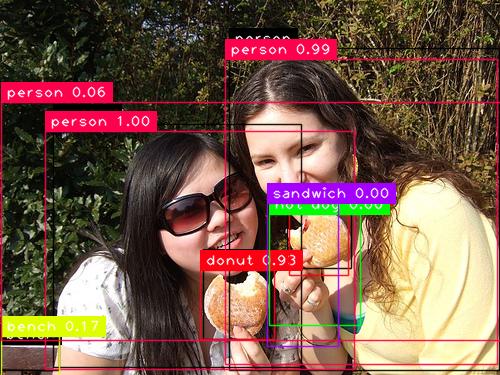 person
person 0.99
person 0.06
person 1.00
sandwich 0.00
hot dog 0.00
donut 0.93
bench 0.17
bench